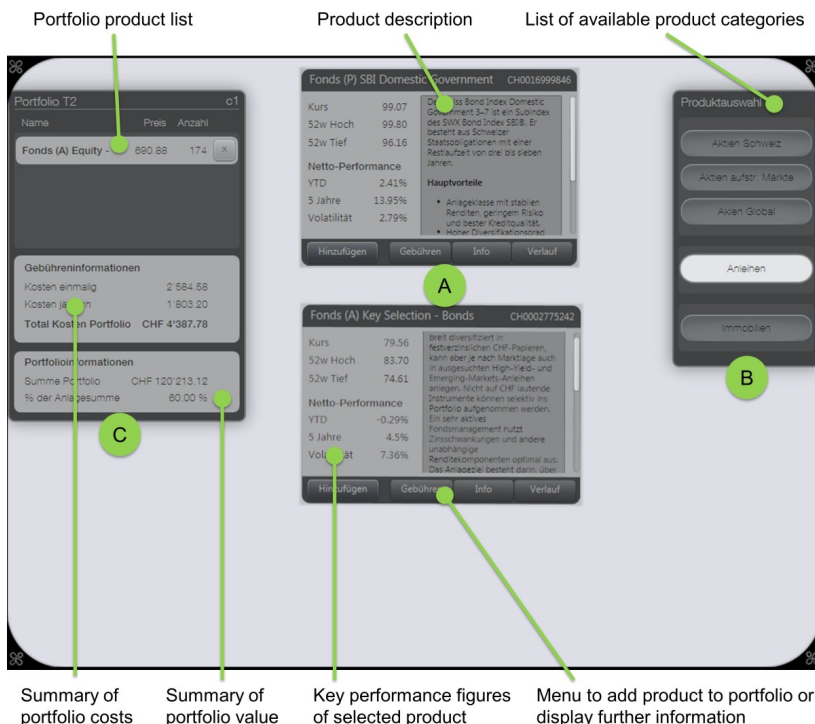 Portfolio product list
Product description
List of available product categories
Portfolio T2 c1
Name Preis Anzahl
Fonds (A) Equity - 690.88 174 x
Gebühreninformationen
Kosten einmalig 2'584.58
Kosten 1'803.20
Total Kosten Portfolio CHF 4'387.78
Portfolioinformationen
Summe Portfolio CHF 120'213.12
% der Anlagesumme 60.00 %
C
Fonds (P) SBI Domestic Government CH0016999846
Kurs 99.07
52w Hoch 99.80
52w Tief 96.16
Netto-Performance
YTD 2.41%
5 Jahre 13.95%
Volatilität 2.79%
Bond Index Domestic
Government 3-7 ist ein Subindex
des SWX Bond Index SBI®. Er
besteht aus Schweizer
Staatsobligationen mit einer
Restlaufzeit von drei bis sieben
Jahren.
Hauptvorteile
• Anlageklasse mit stabilen
Renditen, geringem Risiko
und bester Kreditqualität.
• Hoher Diversifikationsgrad
Hinzufügen Gebühren Info Verlauf
A
Fonds (A) Key Selection - Bonds CH0002775242
Kurs 79.56
52w Hoch 83.70
52w Tief 74.61
Netto-Performance
YTD -0.29%
5 Jahre 4.5%
Volatilität 7.36%
breit diversifiziert in
festverzinslichen CHF-Papieren,
kann aber je nach Marktlage auch
in ausgesuchten High-Yield- und
Emerging-Markets-Anleihen
anlegen. Nicht auf CHF lautende
Instrumente können selektiv ins
Portfolio aufgenommen werden.
Ein sehr aktives
Fondsmanagement nutzt
Zinsschwankungen und andere
unabhängige
Renditekomponenten optimal aus.
Das Anlageziel besteht darin, über
Hinzufügen Gebühren Info Verlauf
Produktauswahl
Aktien Schweiz
Aktien aufstr. Märkte
Akien Global
Anleihen
Immobilien
B
Summary of
portfolio costs
Summary of
portfolio value
Key performance figures
of selected product
Menu to add product to portfolio or
display further information